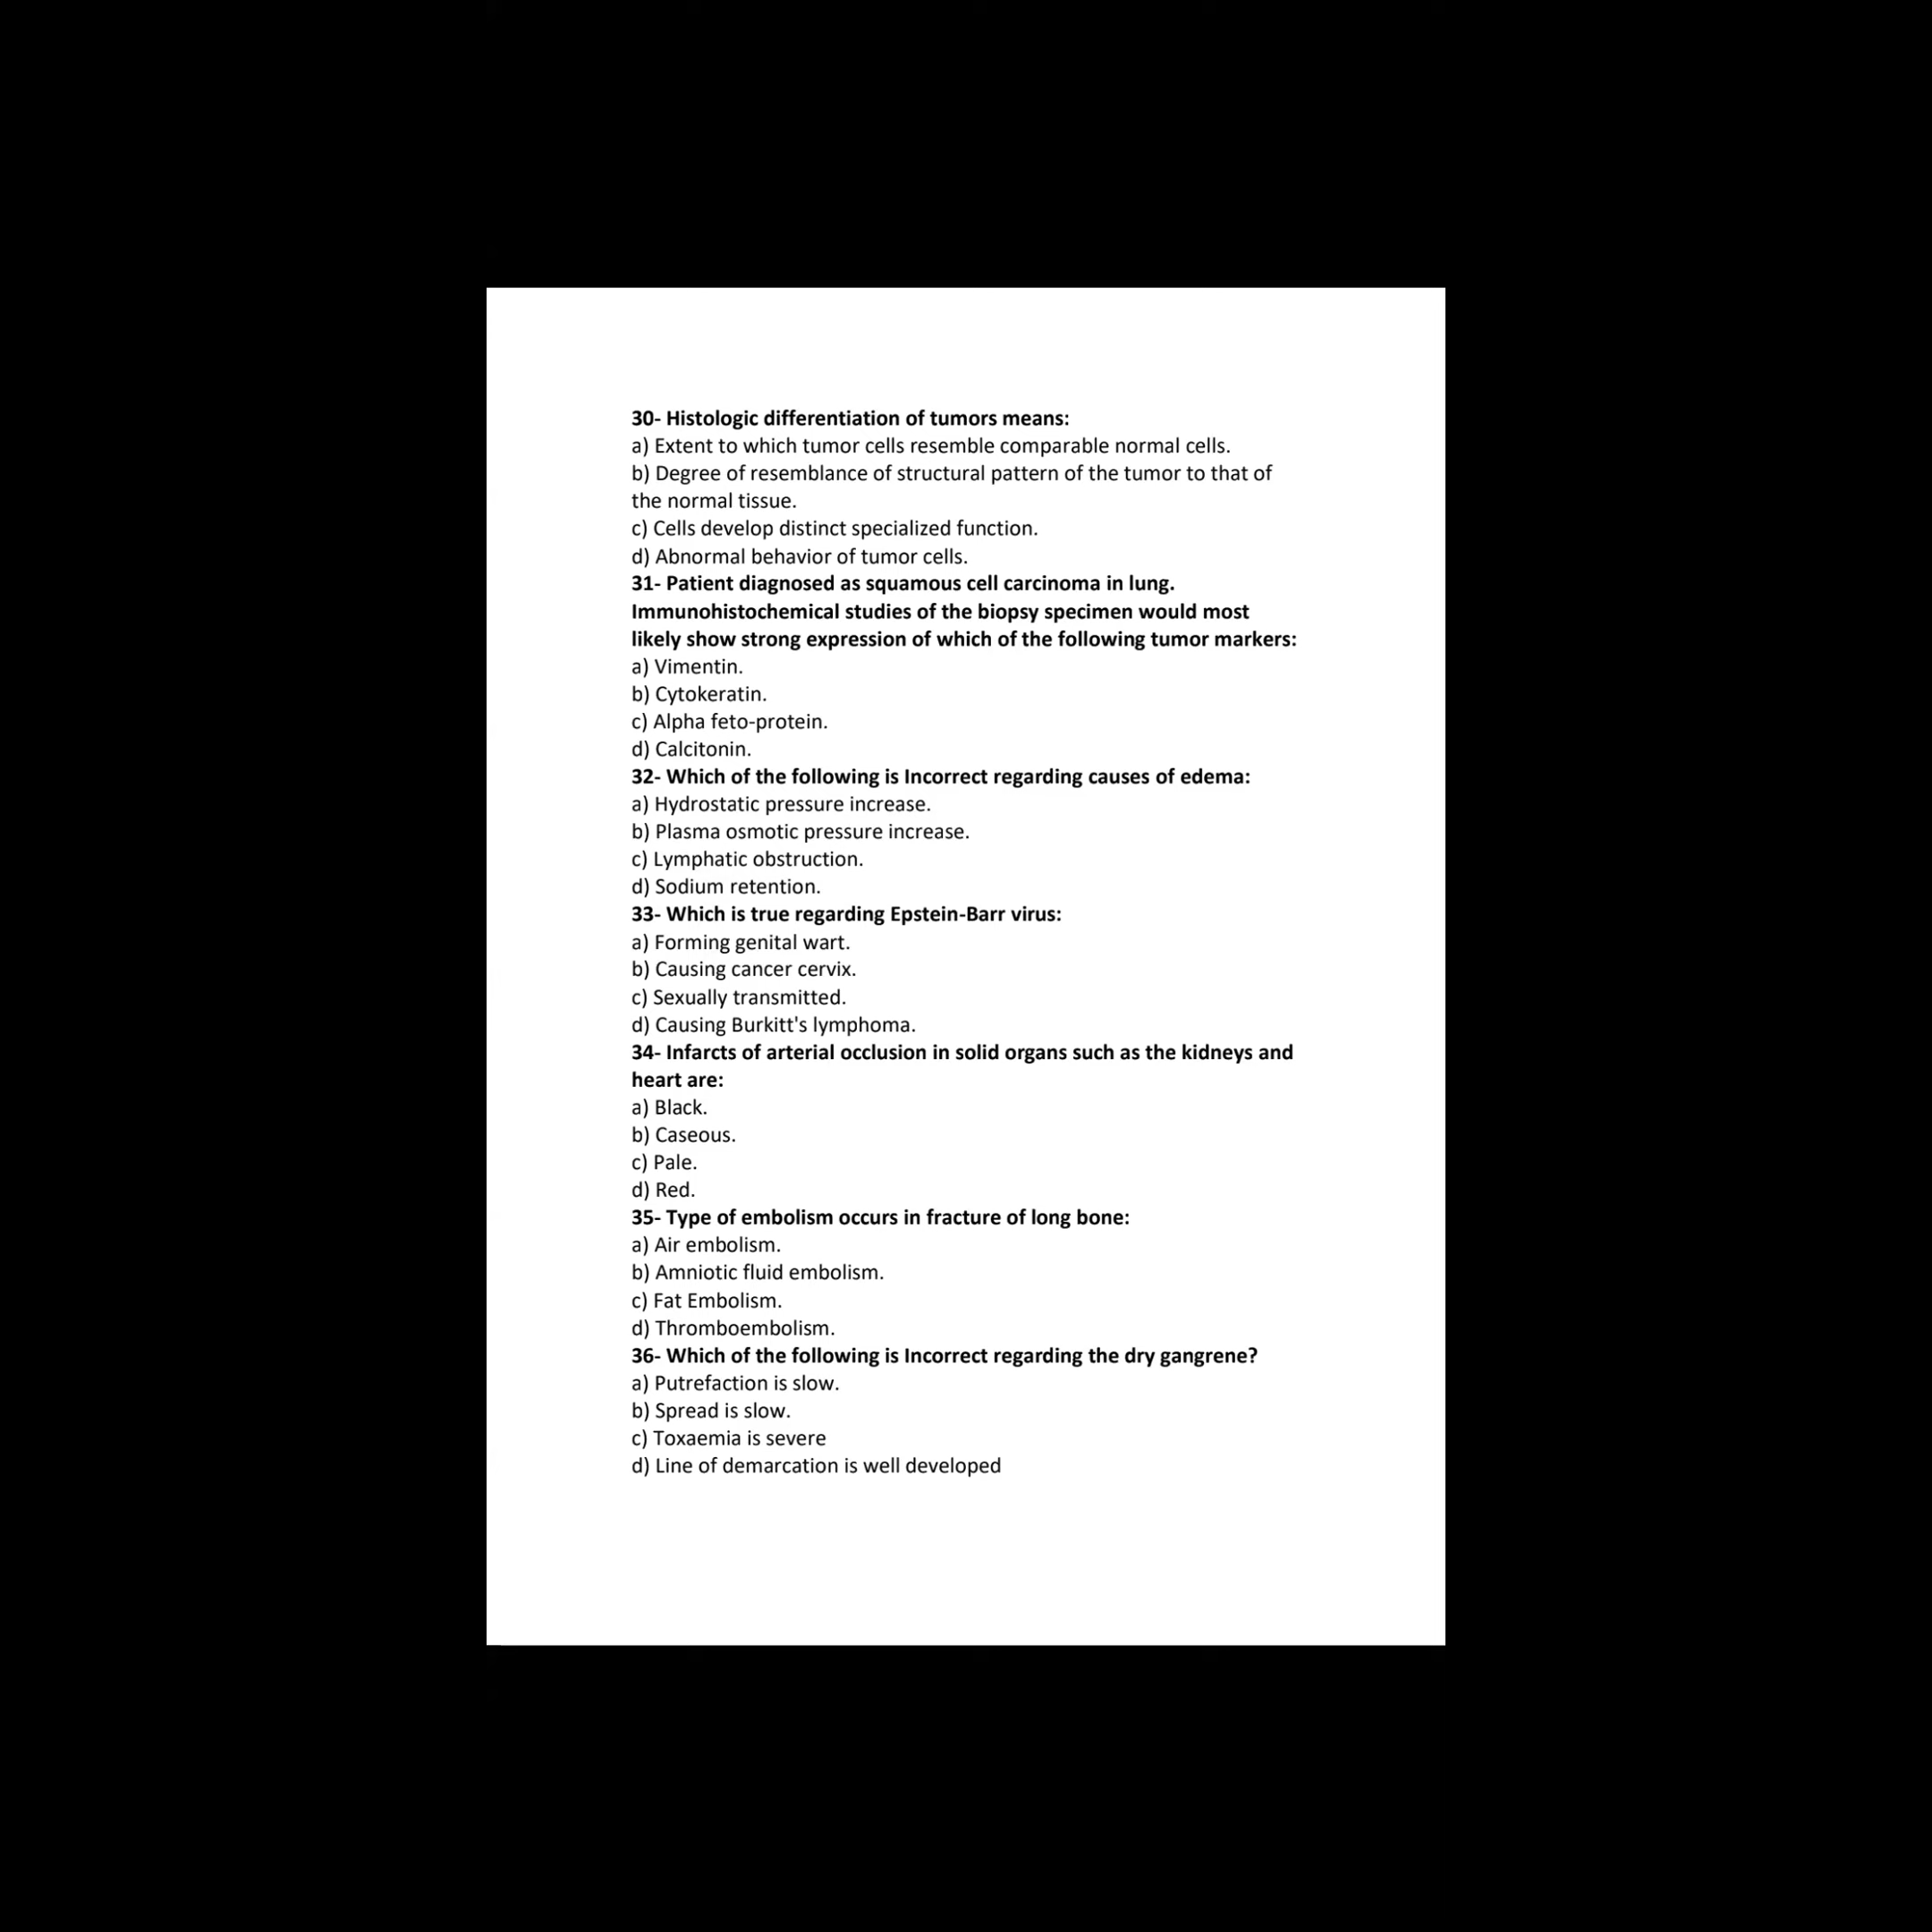 30- Histologic differentiation of tumors means:
a) Extent to which tumor cells resemble comparable normal cells.
b) Degree of resemblance of structural pattern of the tumor to that of
the normal tissue.
c) Cells develop distinct specialized function.
d) Abnormal behavior of tumor cells.
31- Patient diagnosed as squamous cell carcinoma in lung.
Immunohistochemical studies of the biopsy specimen would most
likely show strong expression of which of the following tumor markers:
a) Vimentin.
b) Cytokeratin.
c) Alpha feto-protein.
d) Calcitonin.
32- Which of the following is Incorrect regarding causes of edema:
a) Hydrostatic pressure increase.
b) Plasma osmotic pressure increase.
c) Lymphatic obstruction.
d) Sodium retention.
33- Which is true regarding Epstein-Barr virus:
a) Forming genital wart.
b) Causing cancer cervix.
c) Sexually transmitted.
d) Causing Burkitt's lymphoma.
34- Infarcts of arterial occlusion in solid organs such as the kidneys and
heart are:
a) Black.
b) Caseous.
c) Pale.
d) Red.
35- Type of embolism occurs in fracture of long bone:
a) Air embolism.
b) Amniotic fluid embolism.
c) Fat Embolism.
d) Thromboembolism.
36- Which of the following is Incorrect regarding the dry gangrene?
a) Putrefaction is slow.
b) Spread is slow.
c) Toxaemia is severe
d) Line of demarcation is well developed